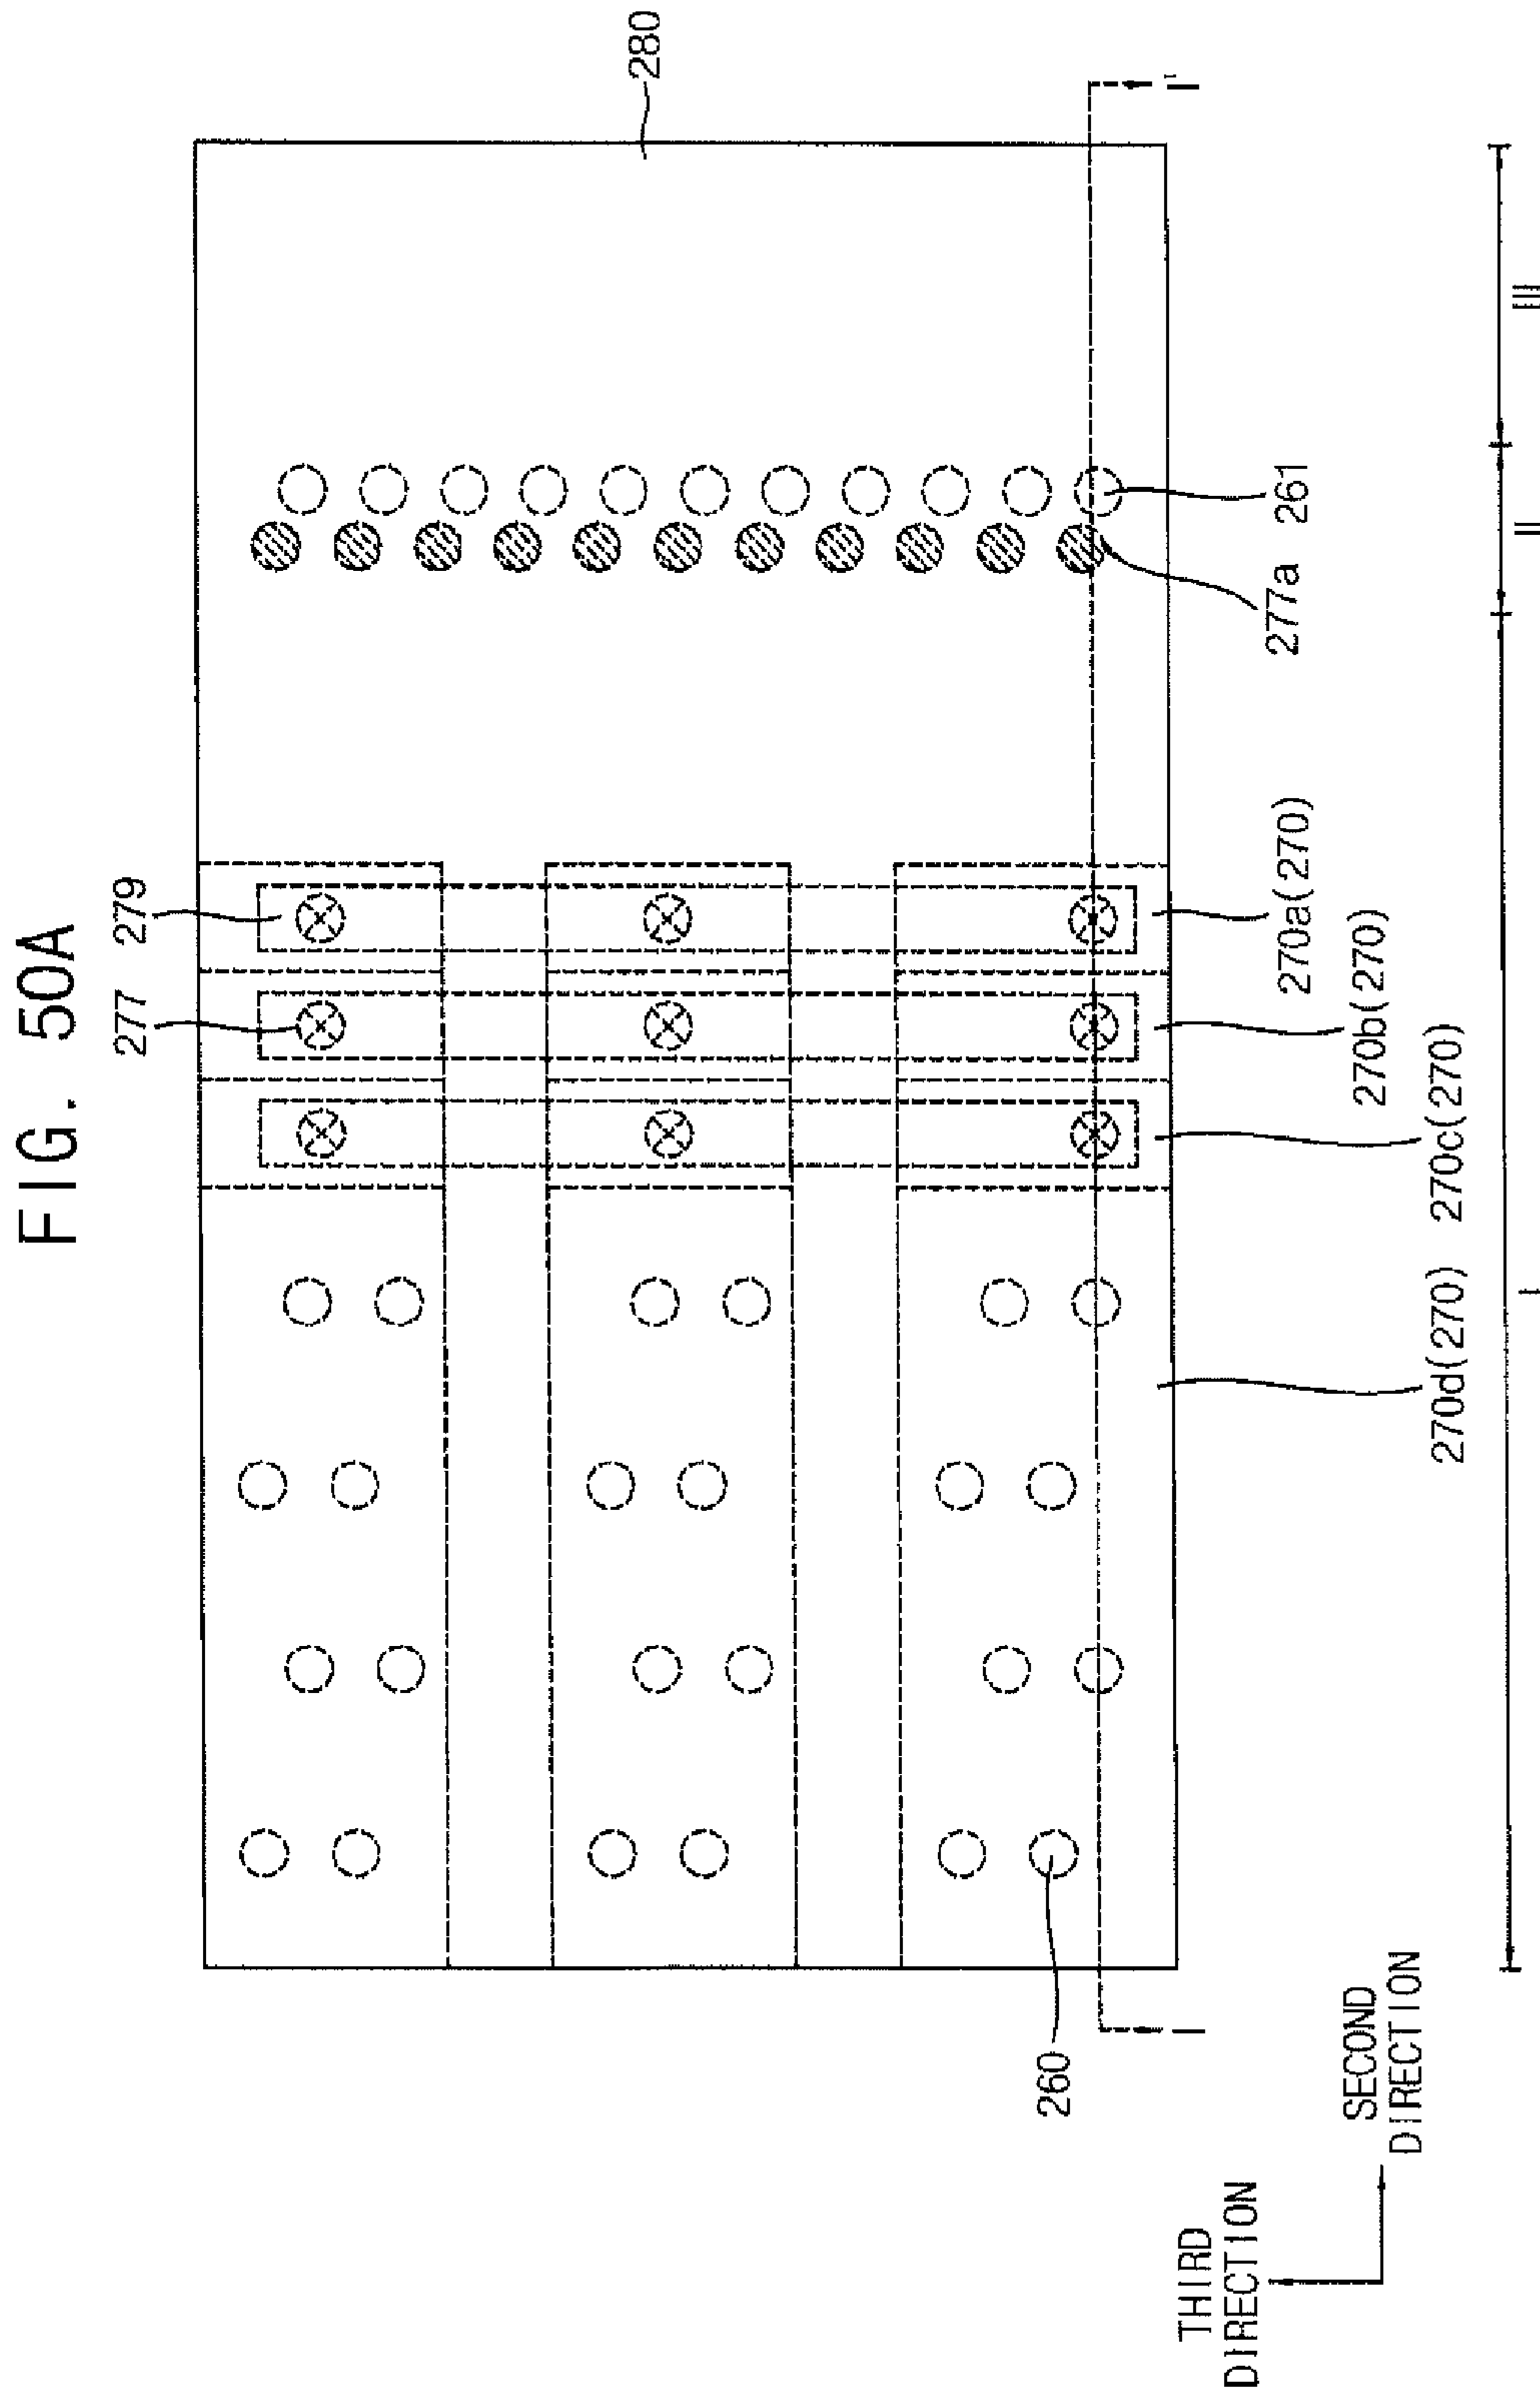 FIG. 50A
279
277
280
261
277a
270a(270)
270b(270)
270c(270)
270d(270)
260
I
I'
I
II
III
THIRD
DIRECTION
SECOND
DIRECTION